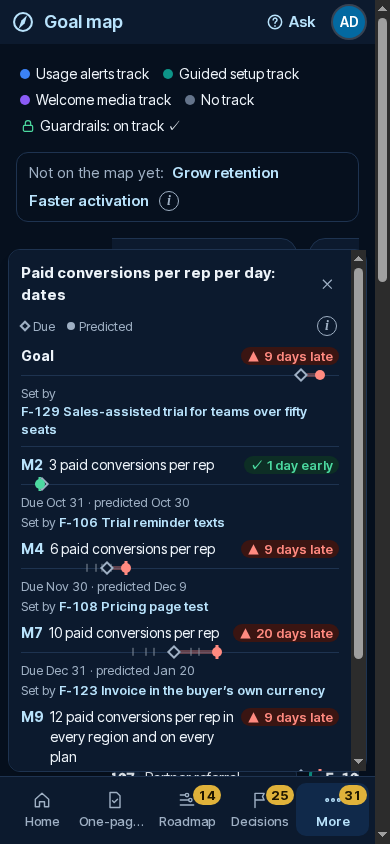 Goal map
Ask
AD
Usage alerts track
Guided setup track
Welcome media track
No track
Guardrails: on track ✓
Not on the map yet: Grow retention
Faster activation i
Paid conversions per rep per day:
dates
Due
Predicted
i
Goal
▲ 9 days late
Set by
F-129 Sales-assisted trial for teams over fifty
seats
M2 3 paid conversions per rep
✓ 1 day early
Due Oct 31 · predicted Oct 30
Set by F-106 Trial reminder texts
M4 6 paid conversions per rep
▲ 9 days late
Due Nov 30 · predicted Dec 9
Set by F-108 Pricing page test
M7 10 paid conversions per rep
▲ 20 days late
Due Dec 31 · predicted Jan 20
Set by F-123 Invoice in the buyer's own currency
M9 12 paid conversions per rep in
▲ 9 days late
every region and on every
plan
14
25
31
Home
One-pag…
Roadmap
Decisions
More